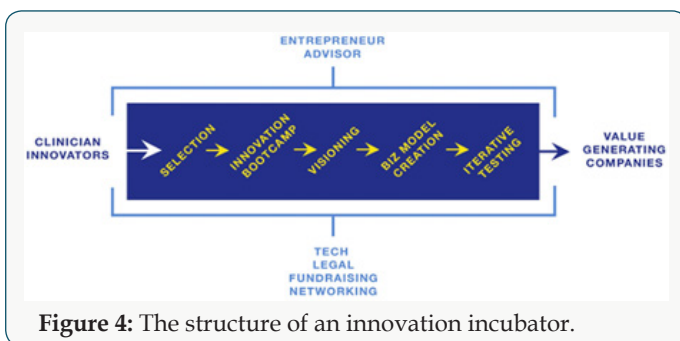 ENTREPRENEUR
ADVISOR
CLINICIAN
INNOVATORS
SELECTION
INNOVATION
BOOTCAMP
VISIONING
BIZ MODEL
CREATION
ITERATIVE
TESTING
VALUE
GENERATING
COMPANIES
TECH
LEGAL
FUNDRAISING
NETWORKING
Figure 4: The structure of an innovation incubator.